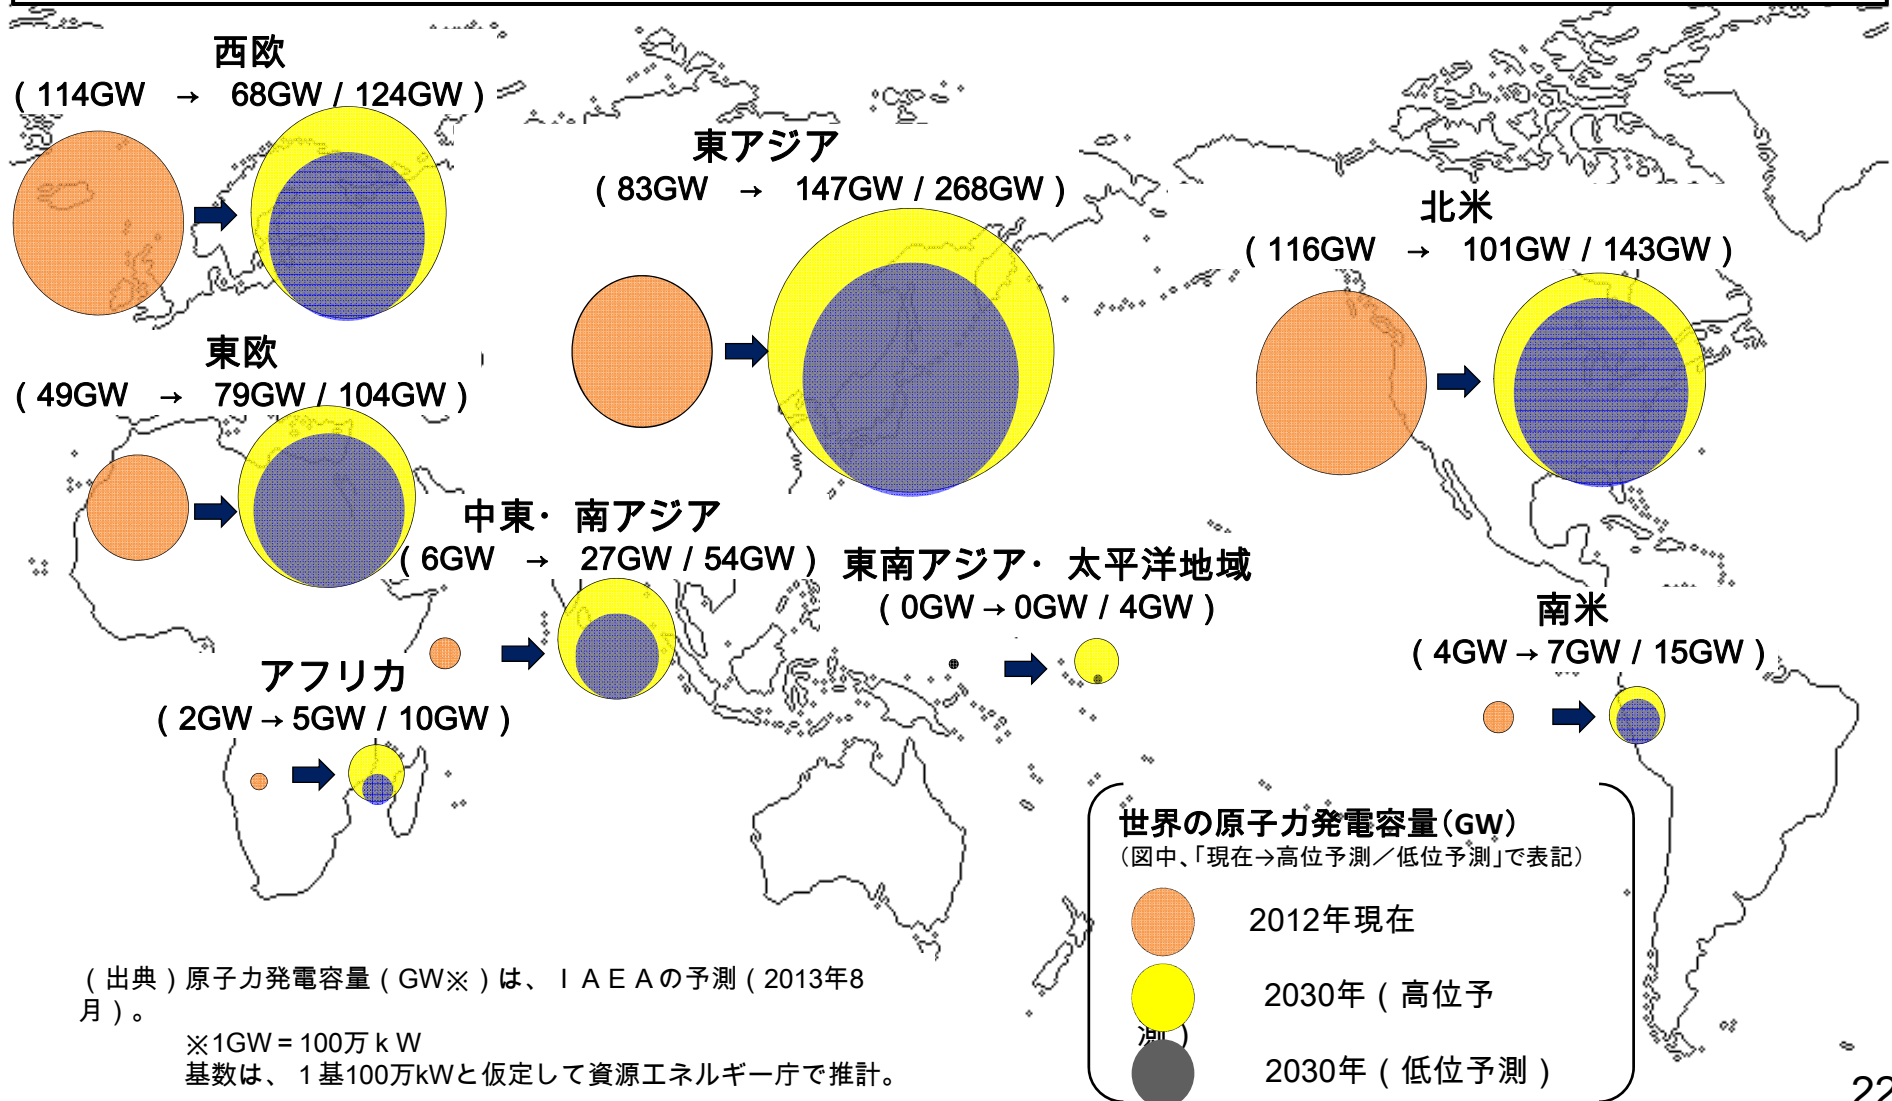 西欧
( 114GW → 68GW / 124GW )
東アジア
( 83GW → 147GW / 268GW )
北米
( 116GW → 101GW / 143GW )
東欧
( 49GW → 79GW / 104GW )
中東・南アジア
( 6GW → 27GW / 54GW )
東南アジア・太平洋地域
( 0GW → 0GW / 4GW )
南米
( 4GW → 7GW / 15GW )
アフリカ
( 2GW → 5GW / 10GW )
世界の原子力発電容量(GW)
(図中、「現在→高位予測/低位予測」で表記)
2012年現在
2030年 ( 高位予
測 )
2030年 ( 低位予測 )
( 出典 ) 原子力発電容量 ( GW※ ) は、ＩＡＥＡの予測 ( 2013年8
月 ) 。
※1GW = 100万ｋW
基数は、１基100万kWと仮定して資源エネルギー庁で推計。
22